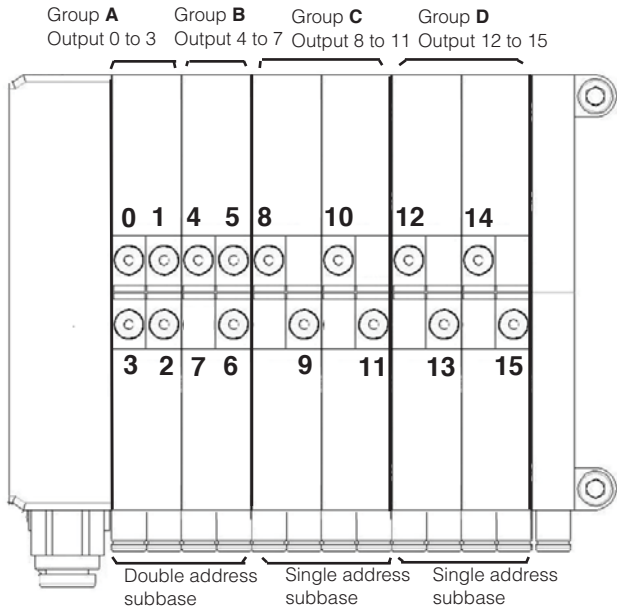 Group A
Output 0 to 3
Group B
Output 4 to 7
Group C
Output 8 to 11
Group D
Output 12 to 15
0 1 4 5 8 10 12 14
3 2 7 6 9 11 13 15
Double address
subbase
Single address
subbase
Single address
subbase